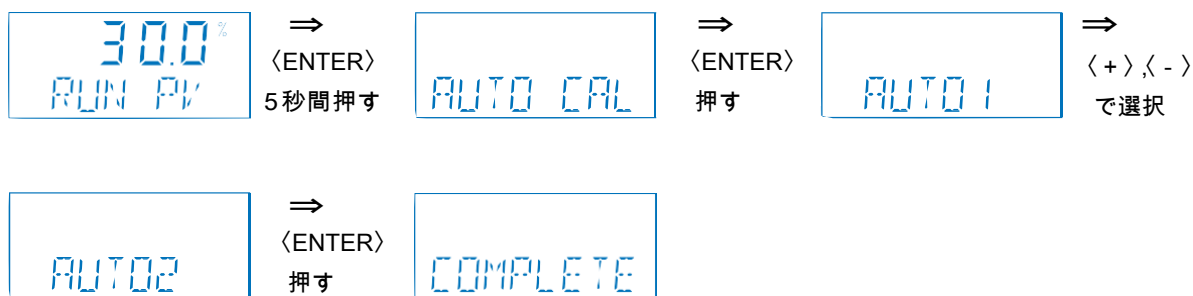 30.0%
RUN PV
⇒
〈ENTER〉
5秒間押す
AUTO CAL
⇒
〈ENTER〉
押す
AUTO1
⇒
〈+〉,〈-〉
で選択
AUTO2
⇒
〈ENTER〉
押す
COMPLETE